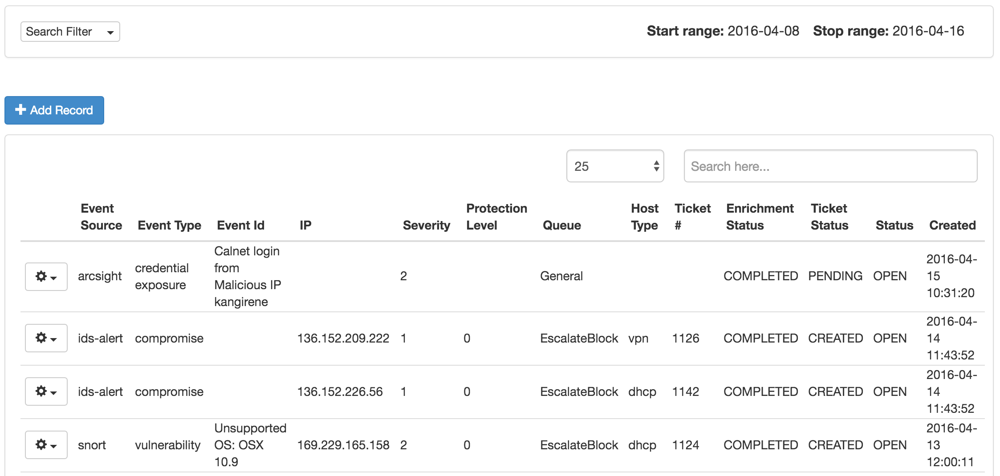 Search Filter
Start range: 2016-04-08 Stop range: 2016-04-16
Add Record
25
Search here...
Event Source Event Type Event Id IP Severity Protection Level Queue Host Type Ticket # Enrichment Status Ticket Status Status Created
arcsight credential exposure Calnet login from Malicious IP kangirene 2 General COMPLETED PENDING OPEN 2016-04-15 10:31:20
ids-alert compromise 136.152.209.222 1 0 EscalateBlock vpn 1126 COMPLETED CREATED OPEN 2016-04-14 11:43:52
ids-alert compromise 136.152.226.56 1 0 EscalateBlock dhcp 1142 COMPLETED CREATED OPEN 2016-04-14 11:43:52
snort vulnerability Unsupported OS: OSX 10.9 169.229.165.158 2 0 EscalateBlock dhcp 1124 COMPLETED CREATED OPEN 2016-04-13 12:00:11